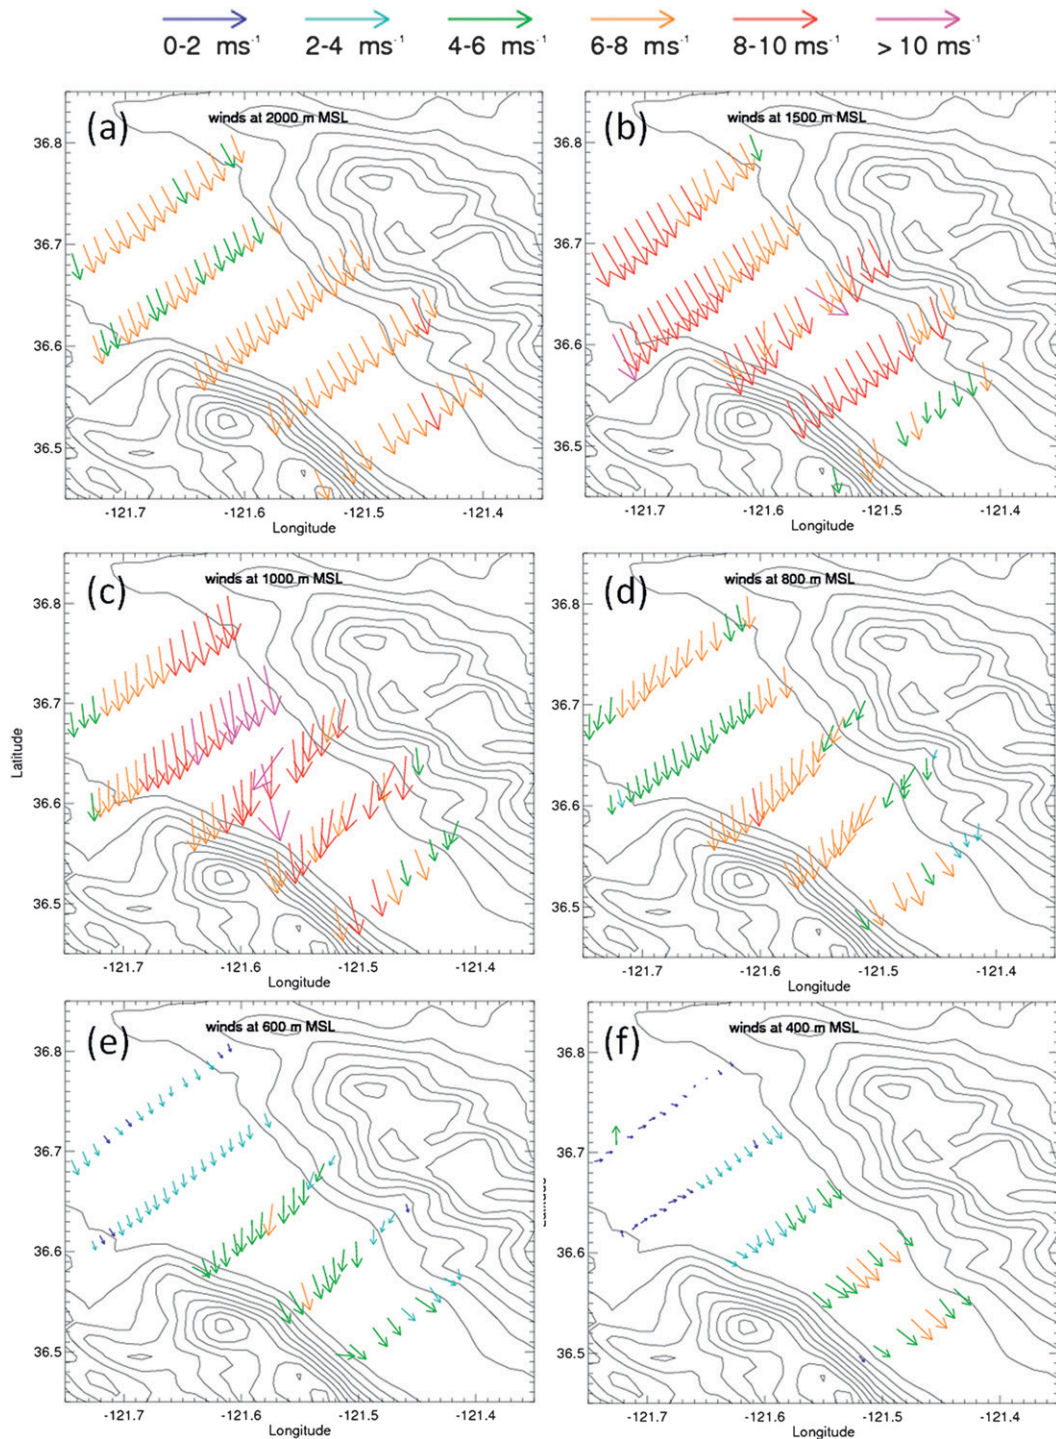 0-2 ms⁻¹ 2-4 ms⁻¹ 4-6 ms⁻¹ 6-8 ms⁻¹ 8-10 ms⁻¹ > 10 ms⁻¹
(a) winds at 2000 m MSL
36.8
36.7
36.6
36.5
-121.7 -121.6 -121.5 -121.4
Longitude
(b) winds at 1500 m MSL
36.8
36.7
36.6
36.5
-121.7 -121.6 -121.5 -121.4
Longitude
(c) winds at 1000 m MSL
36.8
36.7
36.6
36.5
Latitude
-121.7 -121.6 -121.5 -121.4
Longitude
(d) winds at 800 m MSL
36.8
36.7
36.6
36.5
-121.7 -121.6 -121.5 -121.4
Longitude
(e) winds at 600 m MSL
36.8
36.7
36.6
36.5
-121.7 -121.6 -121.5 -121.4
Longitude
(f) winds at 400 m MSL
36.8
36.7
36.6
36.5
-121.7 -121.6 -121.5 -121.4
Longitude